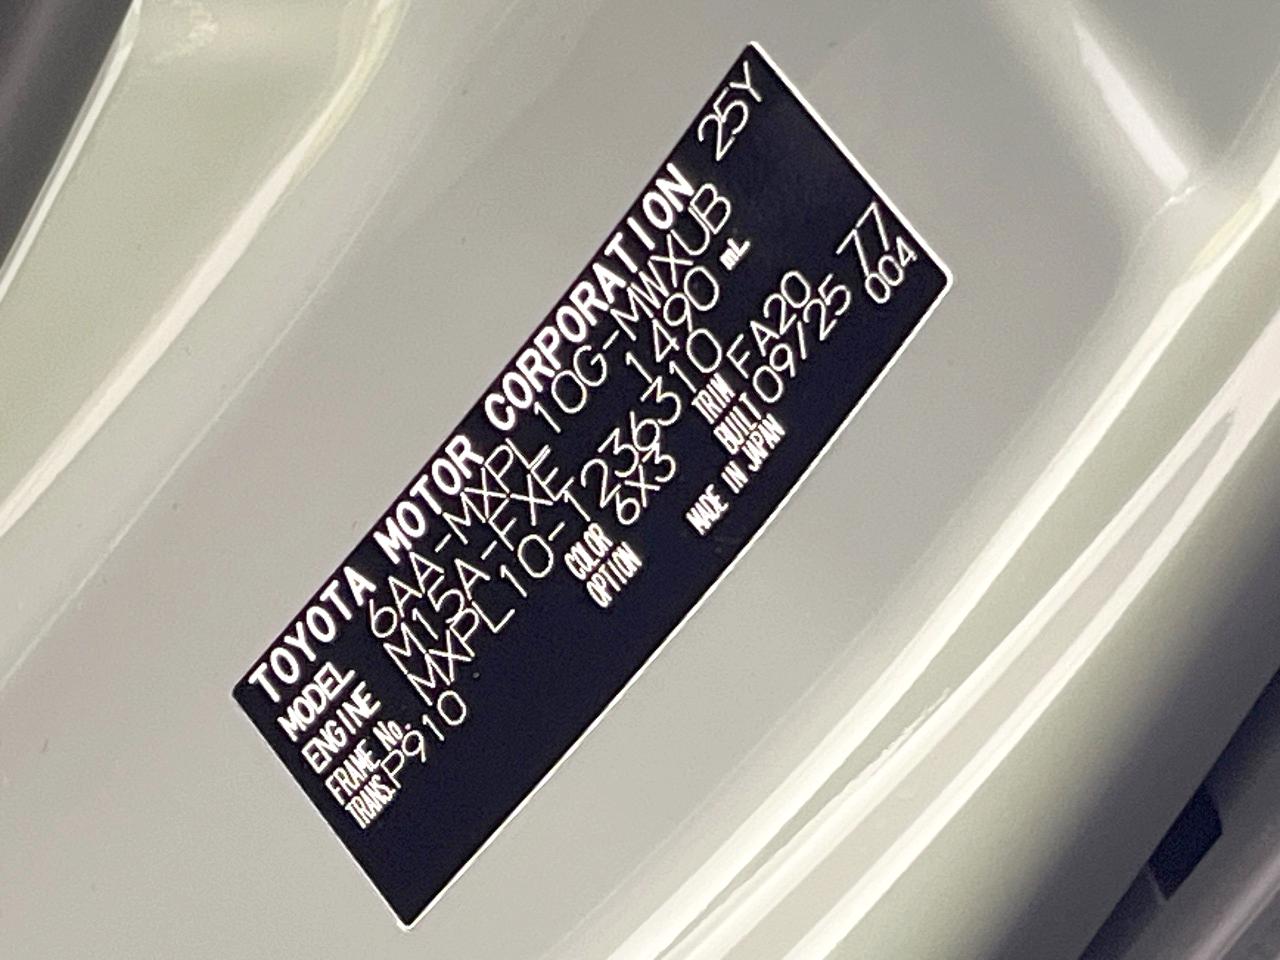 TOYOTA MOTOR CORPORATION 25Y
MODEL 6AA-MXPL10G-MWXUB
ENGINE M15A-FXE 1490 mL
FRAME No. MXPL10-1236310
TRANS. P910 COLOR 6X3 TRIM FA20 77
OPTION BUILT 09/25 004
MADE IN JAPAN